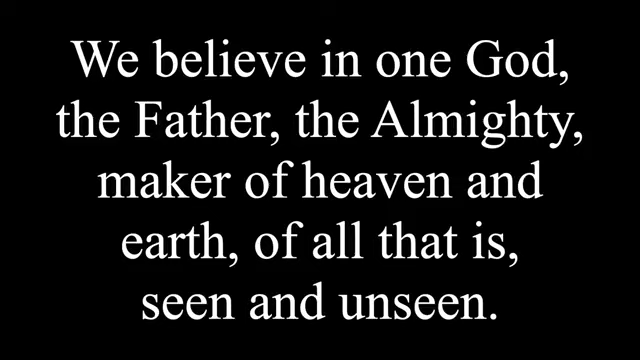 We believe in one God,
the Father, the Almighty,
maker of heaven and
earth, of all that is,
seen and unseen.